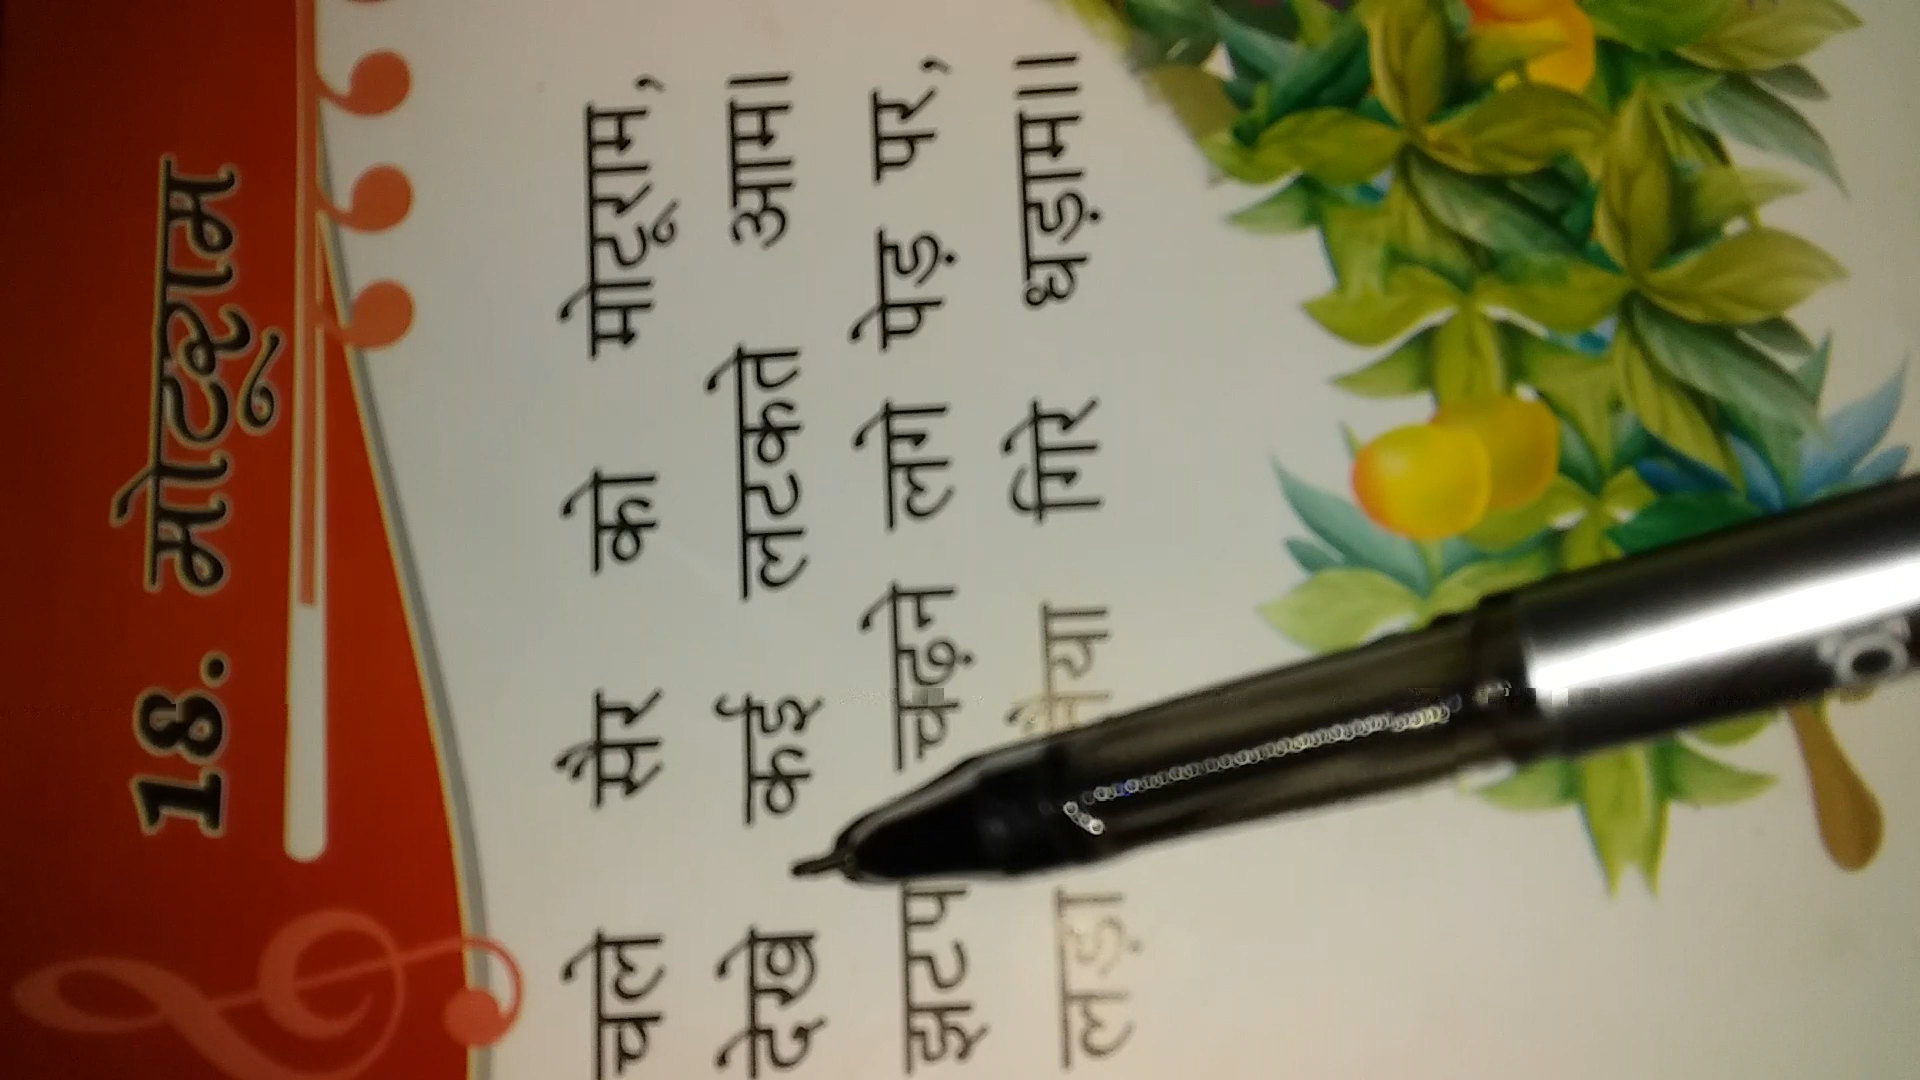 18. मोटूराम
चले सैर को मोटूराम,
देखे कई लटकते आम।
झटपट चढ़ने लगे पेड़ पर,
लड़ गिरे धड़ाम।।